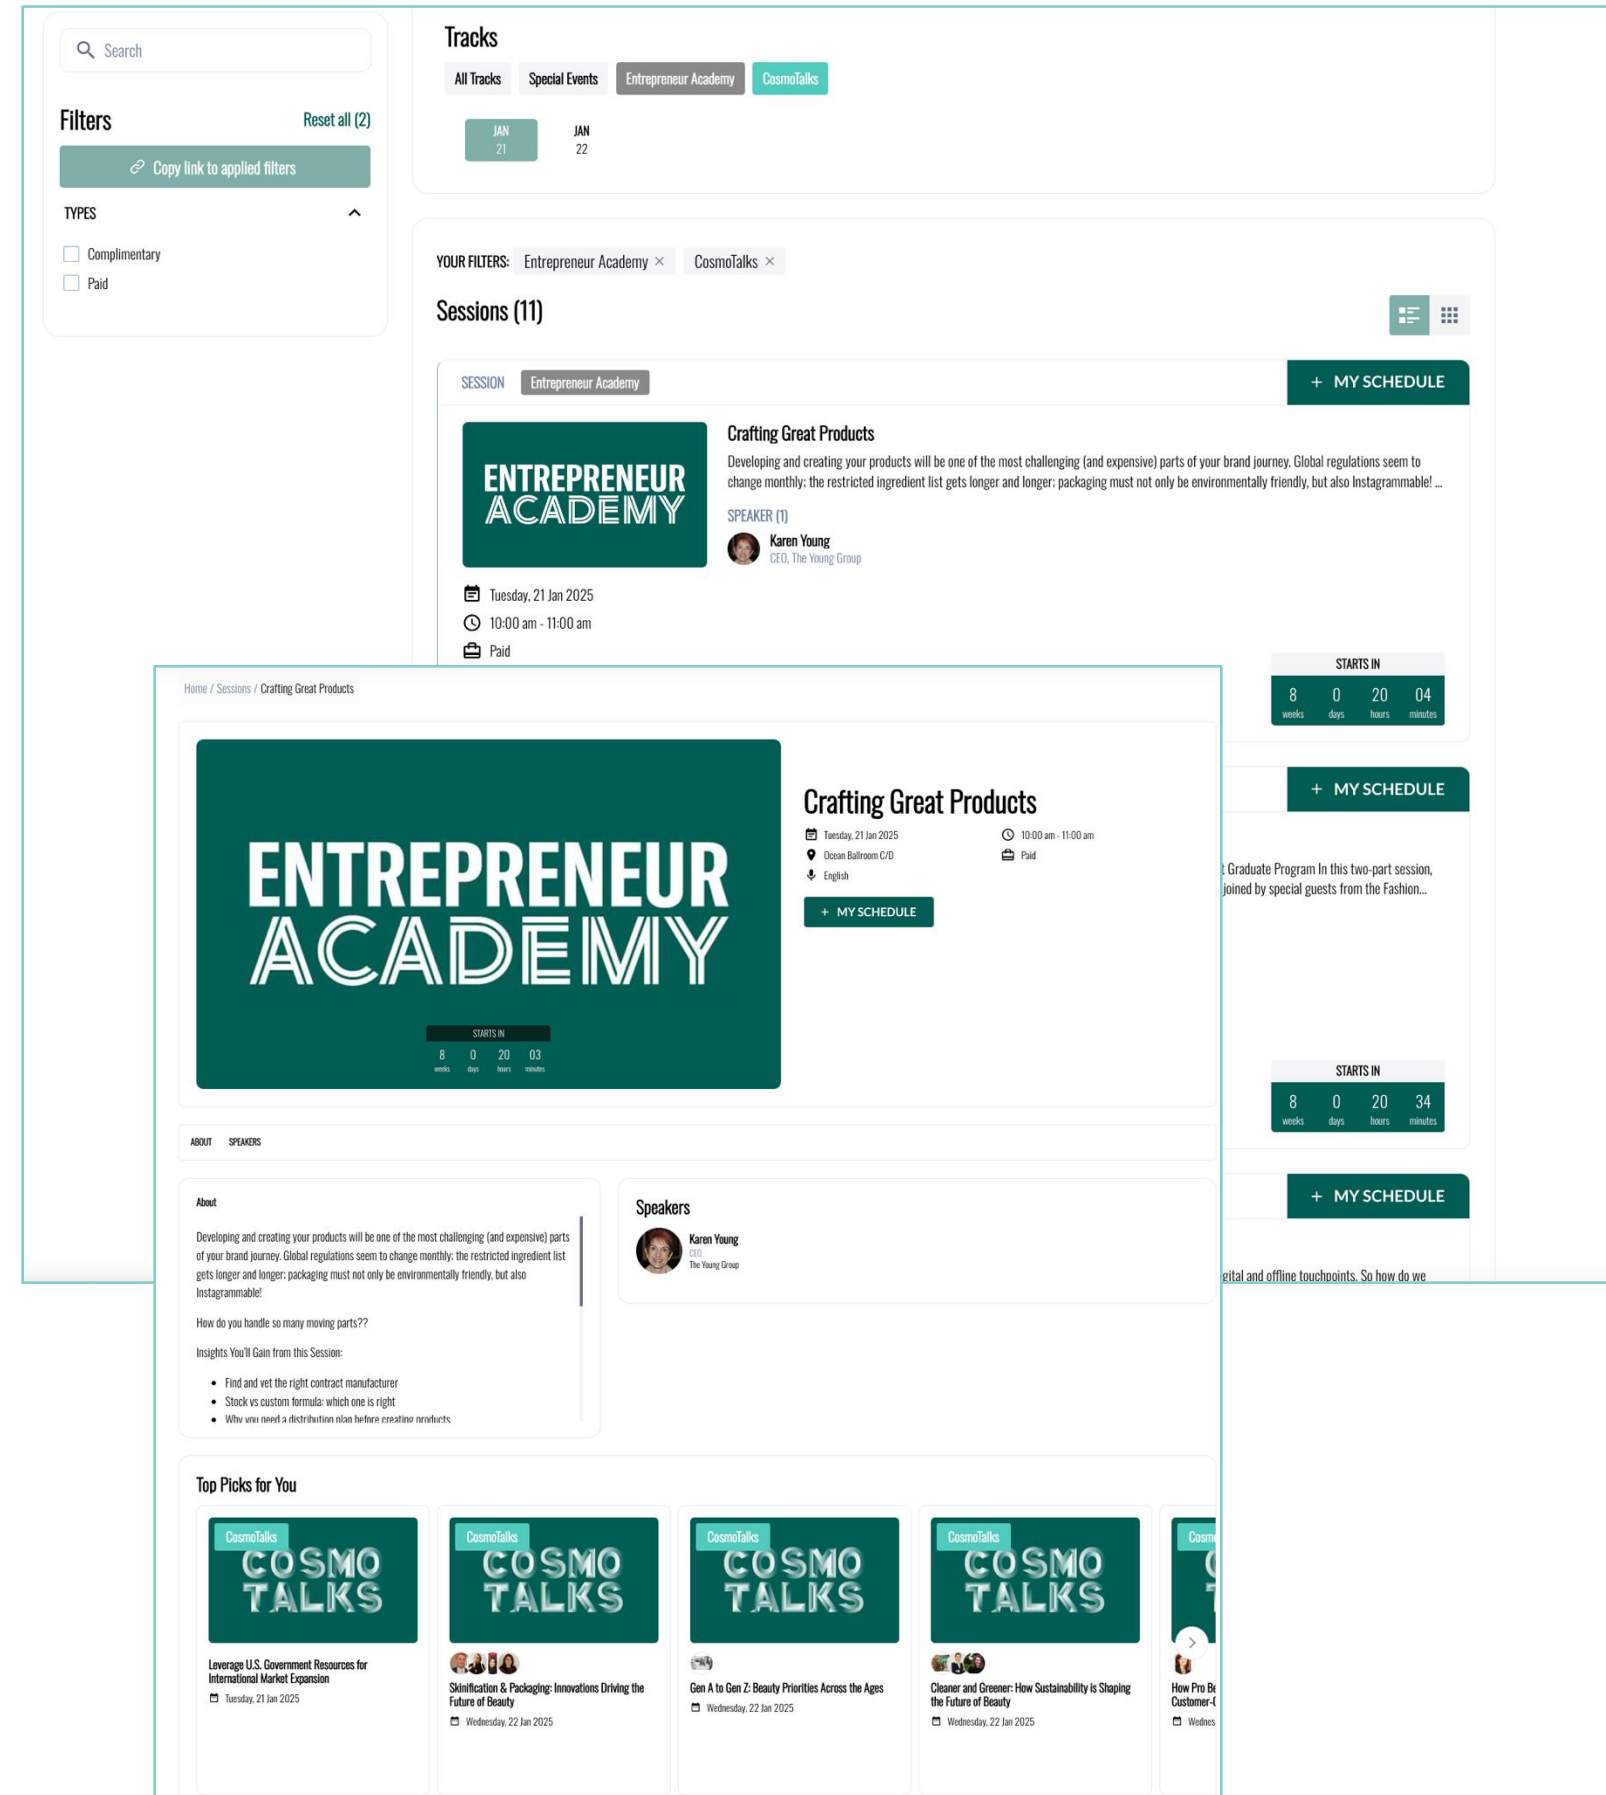 Search
Filters
Reset all (2)
Copy link to applied filters
TYPES
Complimentary
Paid
Tracks
All Tracks
Special Events
Entrepreneur Academy
CosmoTalks
JAN
21
JAN
22
YOUR FILTERS: Entrepreneur Academy × CosmoTalks ×
Sessions (11)
SESSION
Entrepreneur Academy
+ MY SCHEDULE
ENTREPRENEUR
ACADEMY
Crafting Great Products
Developing and creating your products will be one of the most challenging (and expensive) parts of your brand journey. Global regulations seem to
change monthly; the restricted ingredient list gets longer and longer; packaging must not only be environmentally friendly, but also Instagrammable! ...
SPEAKER (1)
Karen Young
CEO, The Young Group
Tuesday, 21 Jan 2025
10:00 am - 11:00 am
Paid
STARTS IN
8 0 20 04
weeks days hours minutes
+ MY SCHEDULE
t Graduate Program In this two-part session,
joined by special guests from the Fashion...
STARTS IN
8 0 20 34
weeks days hours minutes
+ MY SCHEDULE
gital and offline touchpoints. So how do we
Home / Sessions / Crafting Great Products
ENTREPRENEUR
ACADEMY
STARTS IN
8 0 20 03
weeks days hours minutes
Crafting Great Products
Tuesday, 21 Jan 2025
10:00 am - 11:00 am
Ocean Ballroom C/D
Paid
English
+ MY SCHEDULE
ABOUT SPEAKERS
About
Developing and creating your products will be one of the most challenging (and expensive) parts
of your brand journey. Global regulations seem to change monthly; the restricted ingredient list
gets longer and longer; packaging must not only be environmentally friendly, but also
Instagrammable!
How do you handle so many moving parts??
Insights You'll Gain from this Session:
• Find and vet the right contract manufacturer
• Stock vs custom formula: which one is right
• Why you need a distribution plan before creating products
Speakers
Karen Young
CEO
The Young Group
Top Picks for You
CosmoTalks
COSMO
TALKS
Leverage U.S. Government Resources for
International Market Expansion
Tuesday, 21 Jan 2025
CosmoTalks
COSMO
TALKS
Skinification & Packaging: Innovations Driving the
Future of Beauty
Wednesday, 22 Jan 2025
CosmoTalks
COSMO
TALKS
Gen A to Gen Z: Beauty Priorities Across the Ages
Wednesday, 22 Jan 2025
CosmoTalks
COSMO
TALKS
Cleaner and Greener: How Sustainability is Shaping
the Future of Beauty
Wednesday, 22 Jan 2025
Cosm
How Pro Be
Customer-
Wednes